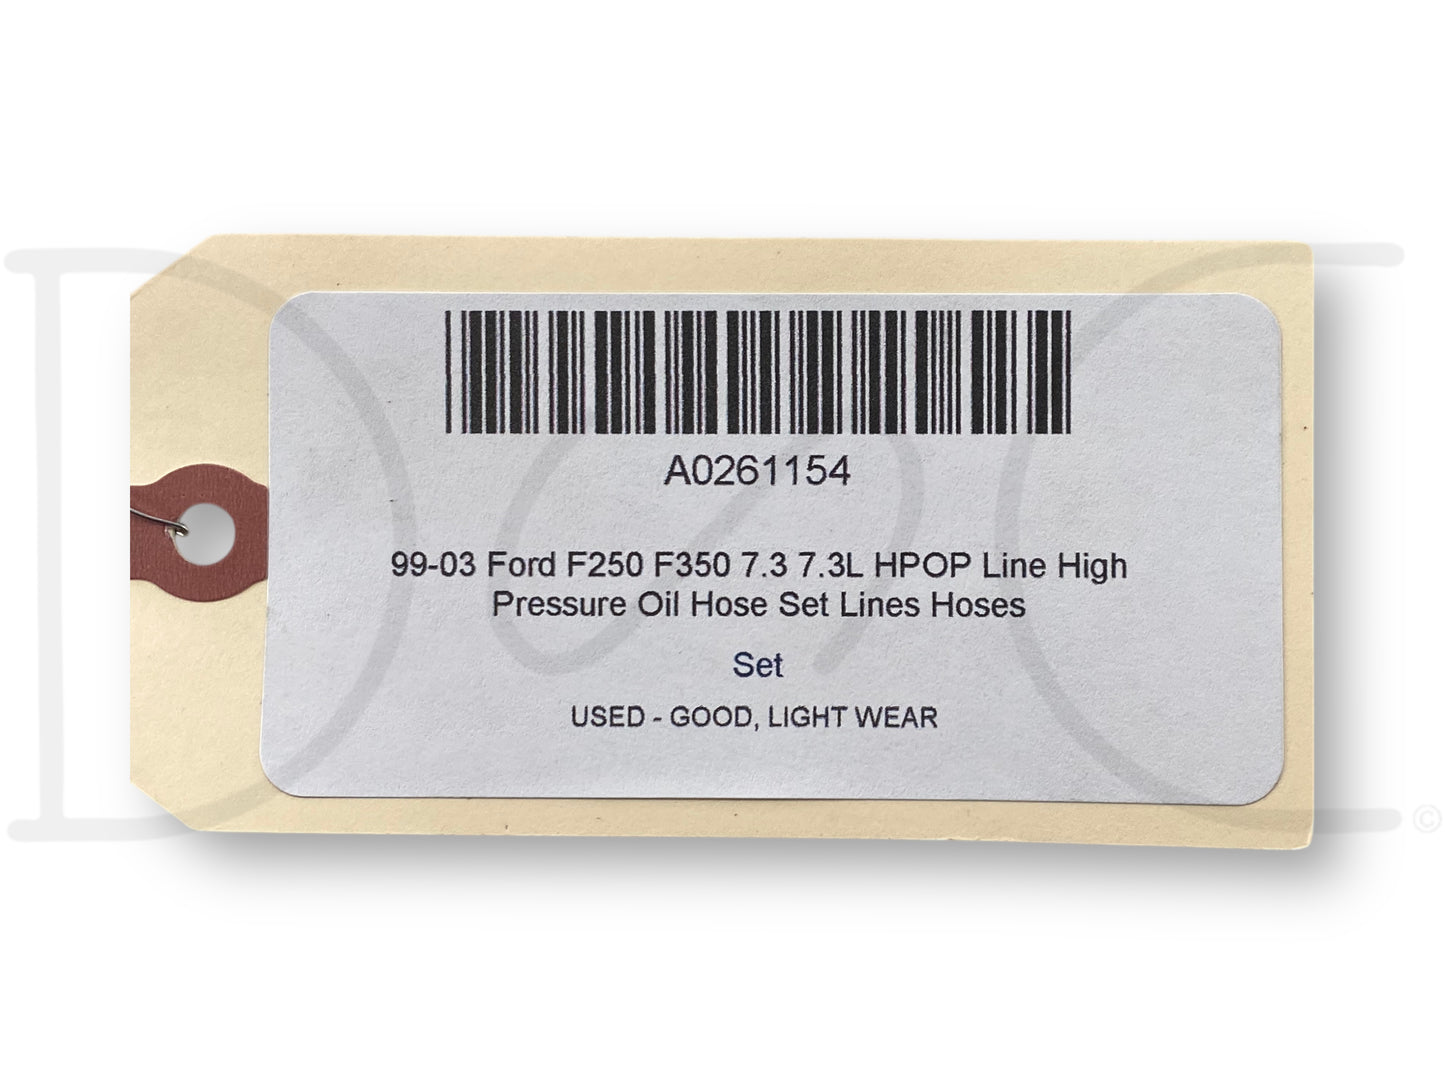 A0261154
99-03 Ford F250 F350 7.3 7.3L HPOP Line High
Pressure Oil Hose Set Lines Hoses
Set
USED - GOOD, LIGHT WEAR
©